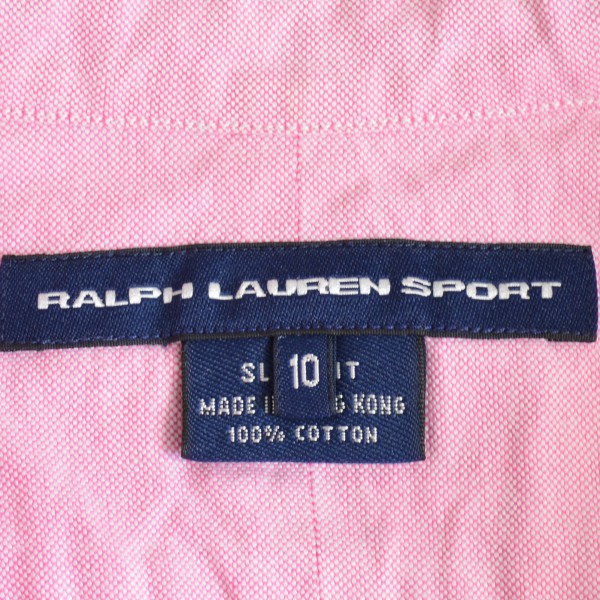 RALPH LAUREN SPORT
10
MADE KONG
100% COTTON